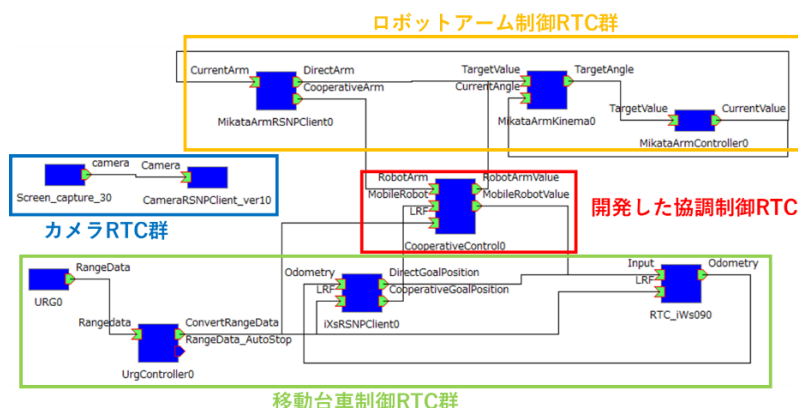 ロボットアーム制御RTC群
CurrentArm
DirectArm
CooperativeArm
MikataArmRSNPClient0
TargetValue
CurrentAngle
TargetAngle
MikataArmKinema0
TargetValue
CurrentValue
MikataArmController0
camera
Camera
Screen_capture_30
CameraRSNPClient_ver10
カメラRTC群
RobotArm
MobileRobot
LRF
RobotArmValue
MobileRobotValue
CooperativeControl0
開発した協調制御RTC
RangeData
URG0
Rangedata
ConvertRangeData
RangeData_AutoStop
UrgController0
Odometry
LRF
DirectGoalPosition
CooperativeGoalPosition
iXsRSNPClient0
Input
LRF
Odometry
RTC_iWs090
移動台車制御RTC群